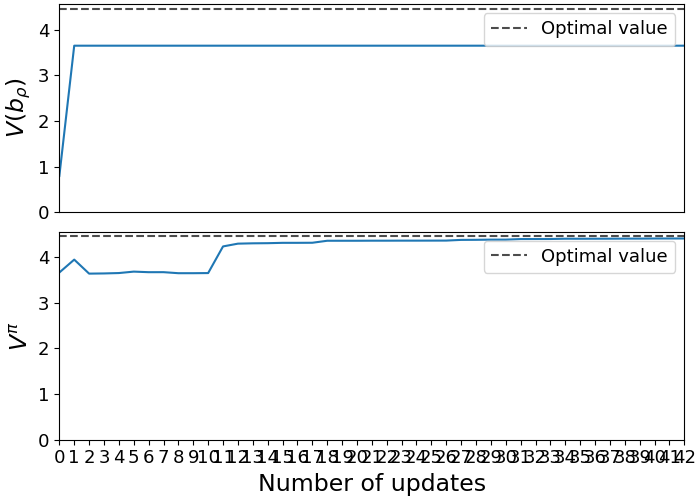 4
3
2
1
0
V(bρ)
Optimal value
4
3
2
1
0
V^π
Optimal value
0 1 2 3 4 5 6 7 8 9 10 11 12 13 14 15 16 17 18 19 20 21 22 23 24 25 26 27 28 29 30 31 32 33 34 35 36 37 38 39 40 41 42
Number of updates